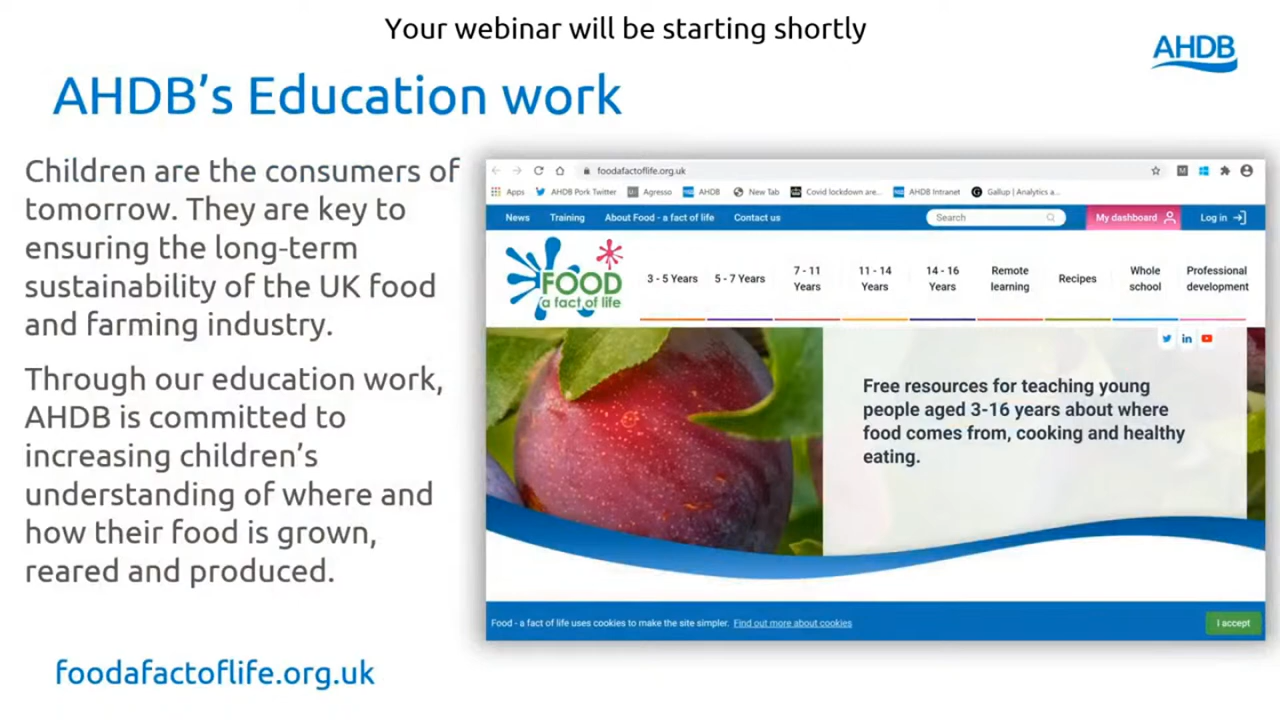 Your webinar will be starting shortly
AHDB
AHDB's Education work
Children are the consumers of
tomorrow. They are key to
ensuring the long-term
sustainability of the UK food
and farming industry.
Through our education work,
AHDB is committed to
increasing children's
understanding of where and
how their food is grown,
reared and produced.
foodafactoflife.org.uk
foodafactoflife.org.uk
Apps AHDB Pork Twitter Agresso AHDB New Tab Covid lockdown are... AHDB Intranet Gallup | Analytics a...
News Training About Food - a fact of life Contact us Search My dashboard Log in
FOOD
a fact of life
3 - 5 Years 5 - 7 Years
7 - 11
Years
11 - 14
Years
14 - 16
Years
Remote
learning
Recipes
Whole
school
Professional
development
Free resources for teaching young
people aged 3-16 years about where
food comes from, cooking and healthy
eating.
Food - a fact of life uses cookies to make the site simpler. Find out more about cookies I accept